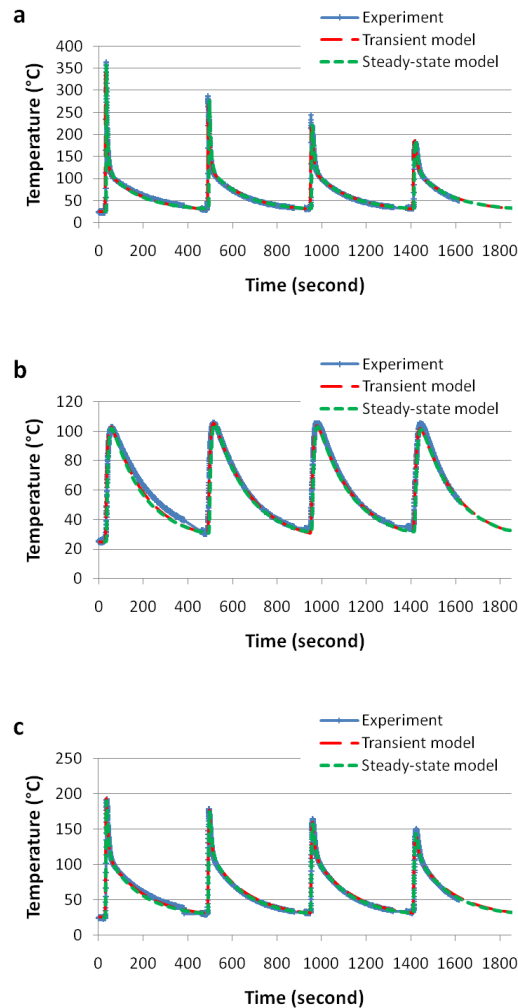 a
Experiment
Transient model
Steady-state model
Temperature (°C)
400
350
300
250
200
150
100
50
0
0 200 400 600 800 1000 1200 1400 1600 1800
Time (second)
b
Experiment
Transient model
Steady-state model
Temperature (°C)
120
100
80
60
40
20
0
0 200 400 600 800 1000 1200 1400 1600 1800
Time (second)
c
Experiment
Transient model
Steady-state model
Temperature (°C)
250
200
150
100
50
0
0 200 400 600 800 1000 1200 1400 1600 1800
Time (second)